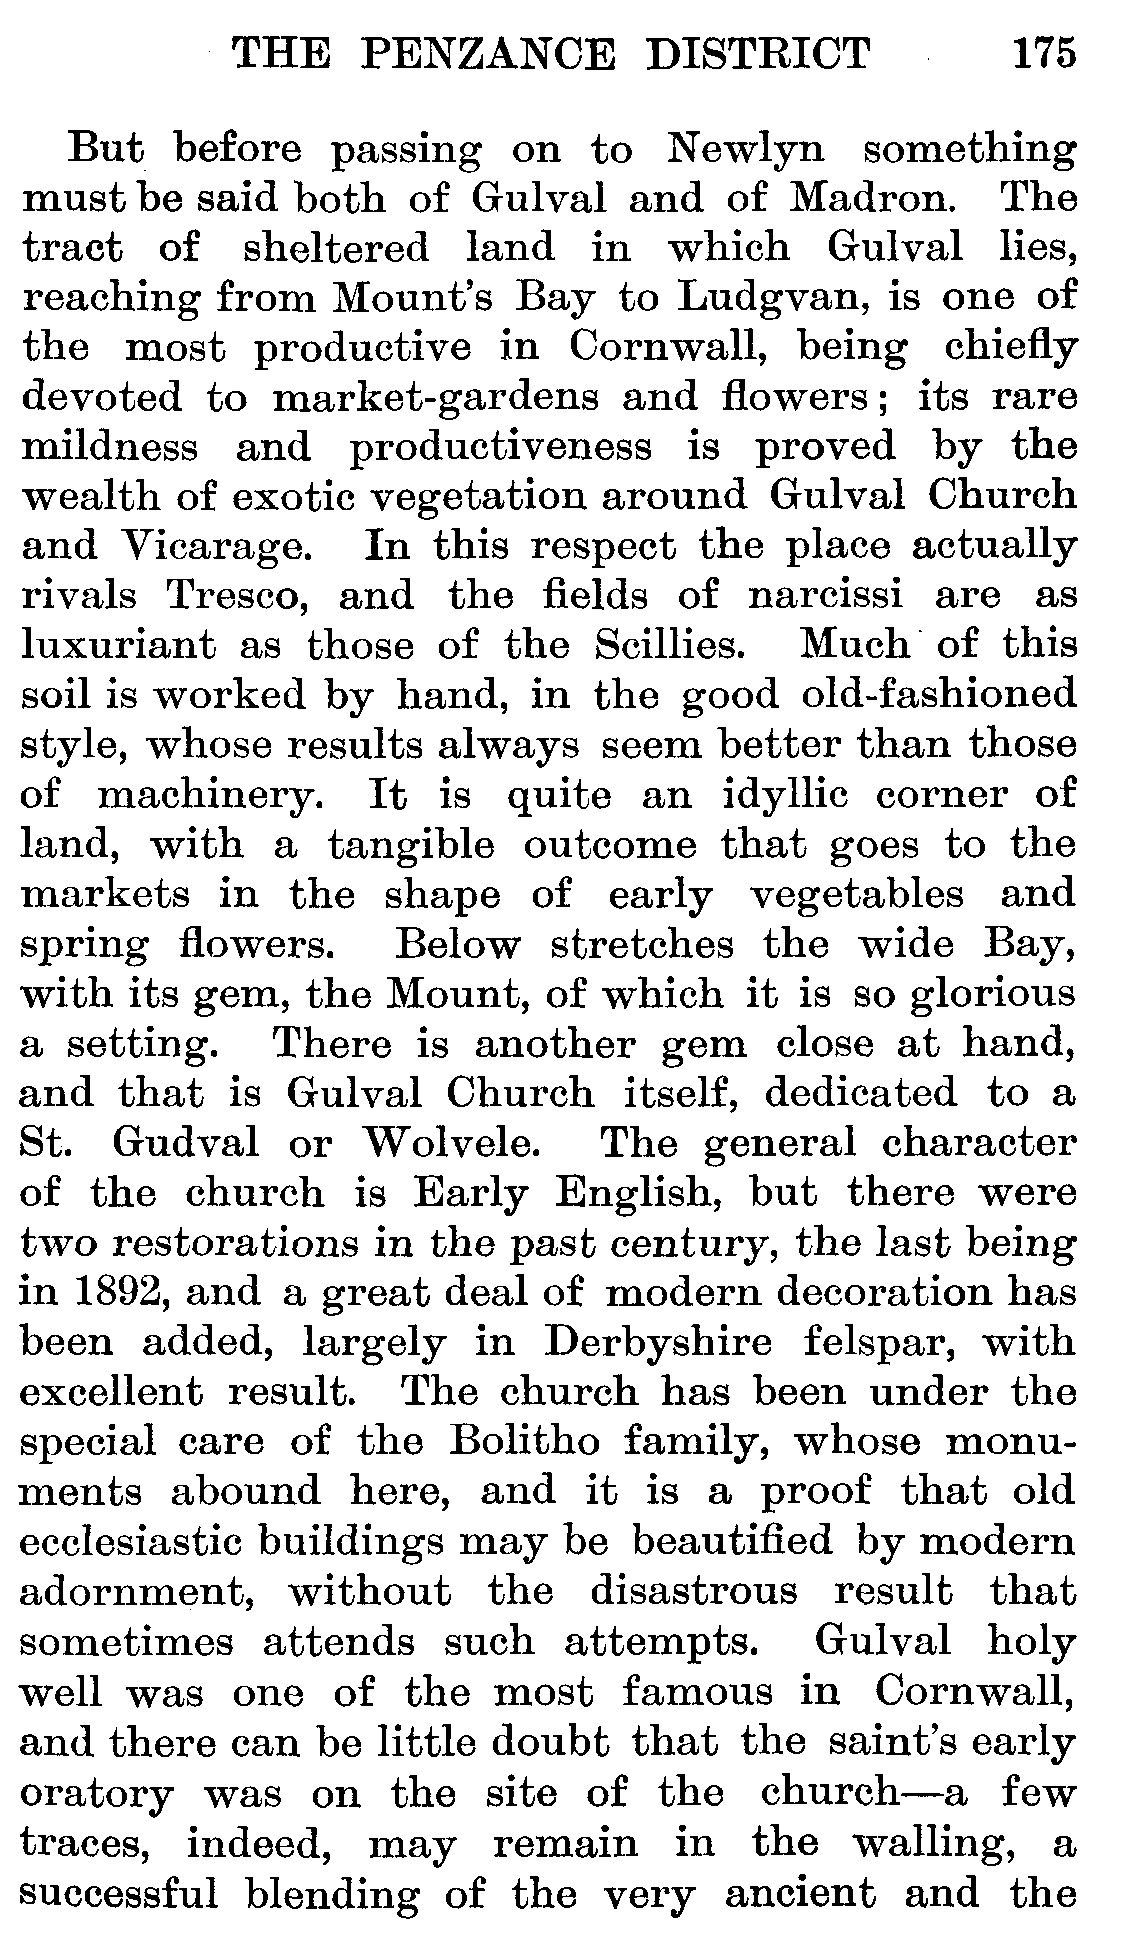 THE PENZANCE DISTRICT 175
But before passing on to Newlyn something
must be said both of Gulval and of Madron. The
tract of sheltered land in which Gulval lies,
reaching from Mount's Bay to Ludgvan, is one of
the most productive in Cornwall, being chiefly
devoted to market-gardens and flowers; its rare
mildness and productiveness is proved by the
wealth of exotic vegetation around Gulval Church
and Vicarage. In this respect the place actually
rivals Tresco, and the fields of narcissi are as
luxuriant as those of the Scillies. Much of this
soil is worked by hand, in the good old-fashioned
style, whose results always seem better than those
of machinery. It is quite an idyllic corner of
land, with a tangible outcome that goes to the
markets in the shape of early vegetables and
spring flowers. Below stretches the wide Bay,
with its gem, the Mount, of which it is so glorious
a setting. There is another gem close at hand,
and that is Gulval Church itself, dedicated to a
St. Gudval or Wolvele. The general character
of the church is Early English, but there were
two restorations in the past century, the last being
in 1892, and a great deal of modern decoration has
been added, largely in Derbyshire felspar, with
excellent result. The church has been under the
special care of the Bolitho family, whose monu-
ments abound here, and it is a proof that old
ecclesiastic buildings may be beautified by modern
adornment, without the disastrous result that
sometimes attends such attempts. Gulval holy
well was one of the most famous in Cornwall,
and there can be little doubt that the saint's early
oratory was on the site of the church—a few
traces, indeed, may remain in the walling, a
successful blending of the very ancient and the